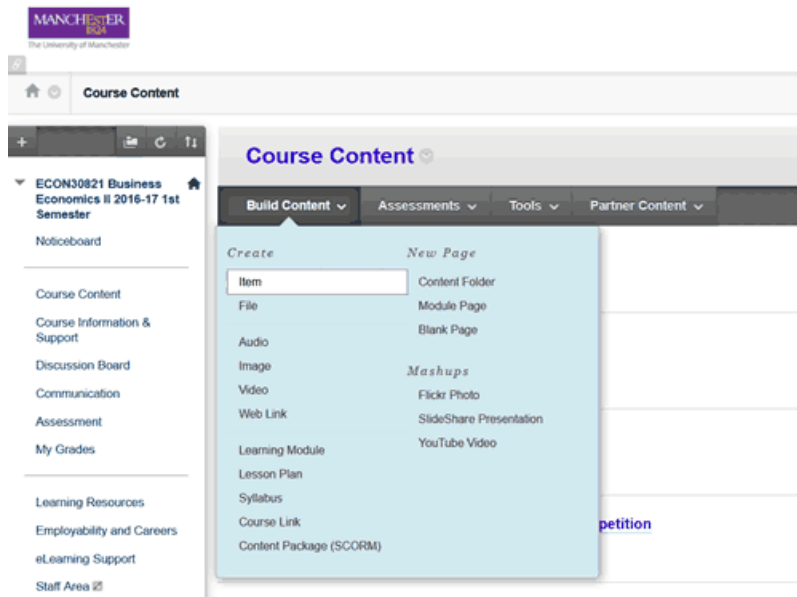 MANCHESTER
1824
The University of Manchester
Course Content
ECON30821 Business
Economics II 2016-17 1st
Semester
Noticeboard
Course Content
Course Information &
Support
Discussion Board
Communication
Assessment
My Grades
Learning Resources
Employability and Careers
eLearning Support
Staff Area
Course Content
Build Content Assessments Tools Partner Content
Create
Item
File
Audio
Image
Video
Web Link
Learning Module
Lesson Plan
Syllabus
Course Link
Content Package (SCORM)
New Page
Content Folder
Module Page
Blank Page
Mashups
Flickr Photo
SlideShare Presentation
YouTube Video
petition